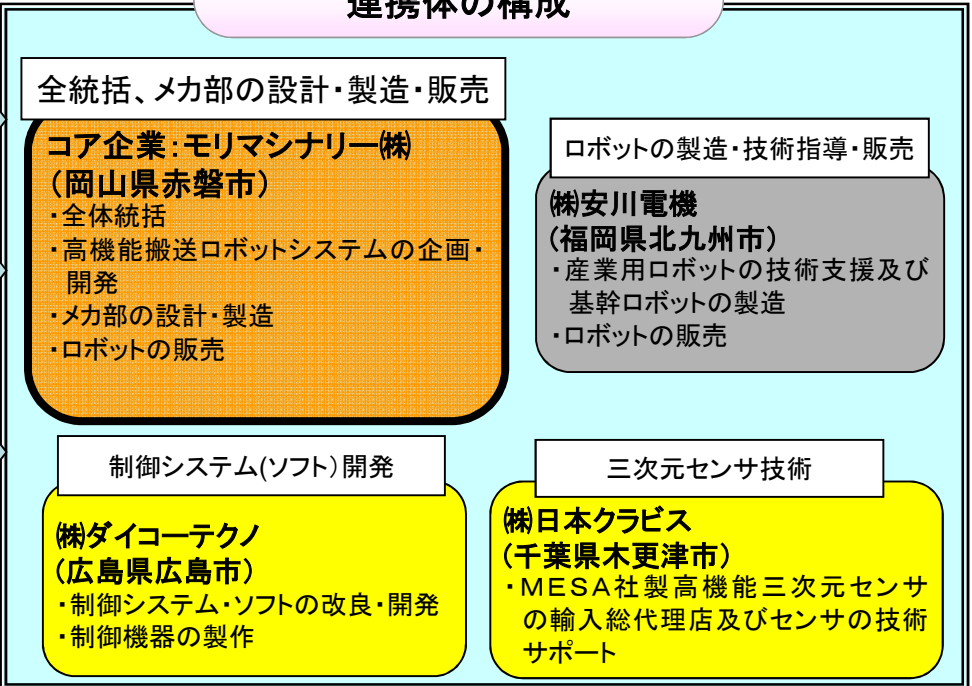 連携体の構成
全統括、メカ部の設計・製造・販売
コア企業：モリマシナリー㈱
（岡山県赤磐市）
・全体統括
・高機能搬送ロボットシステムの企画・
開発
・メカ部の設計・製造
・ロボットの販売
ロボットの製造・技術指導・販売
㈱安川電機
（福岡県北九州市）
・産業用ロボットの技術支援及び
基幹ロボットの製造
・ロボットの販売
制御システム(ソフト）開発
㈱ダイコーテクノ
（広島県広島市）
・制御システム・ソフトの改良・開発
・制御機器の製作
三次元センサ技術
㈱日本クラビス
（千葉県木更津市）
・ＭＥＳＡ社製高機能三次元センサ
の輸入総代理店及びセンサの技術
サポート